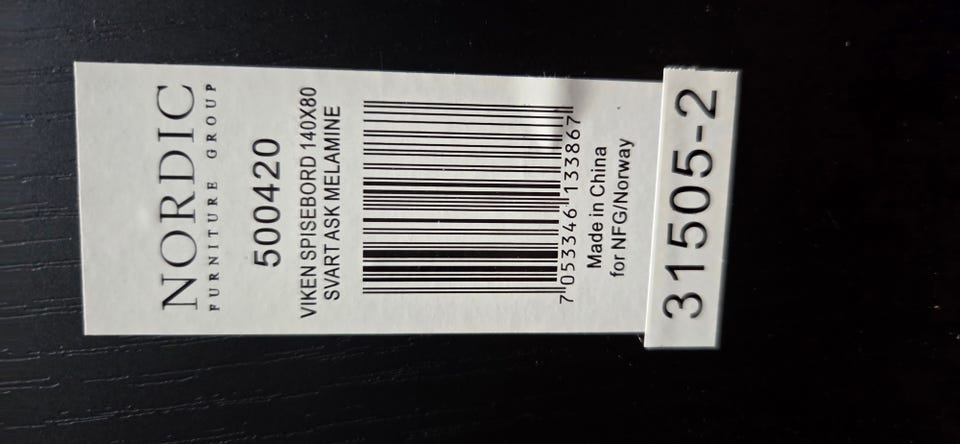 NORDIC
FURNITURE GROUP
500420
VIKEN SPISEBORD 140X80
SVART ASK MELAMINE
7 053346 133867
Made in China
for NFG/Norway
31505-2